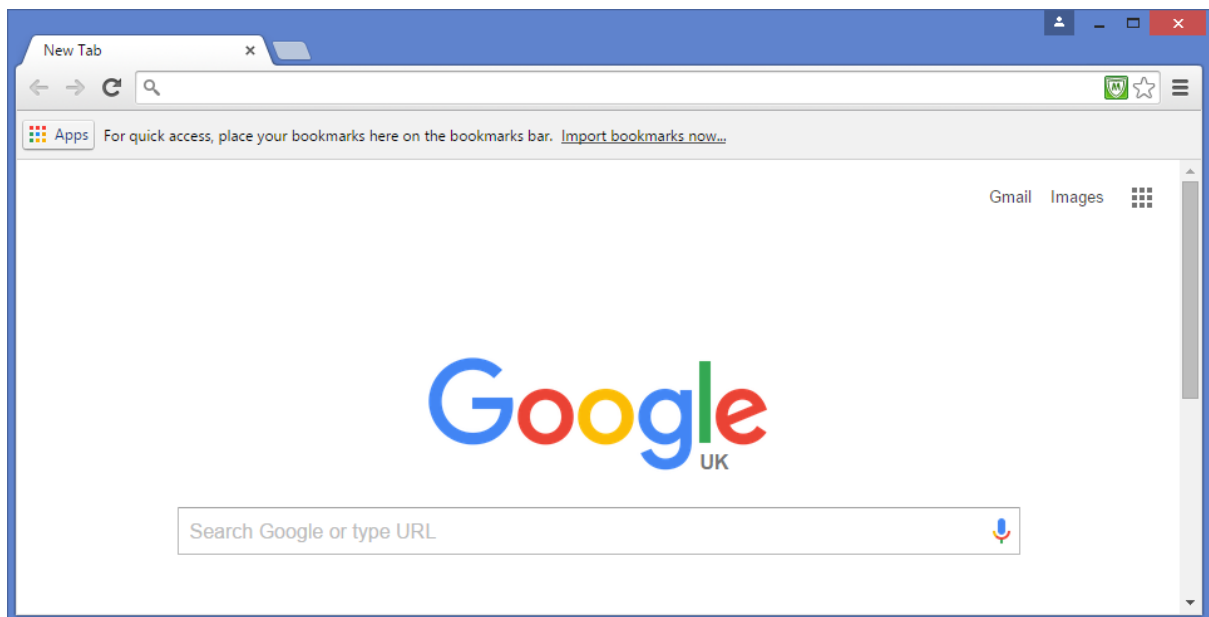 New Tab
Apps For quick access, place your bookmarks here on the bookmarks bar. Import bookmarks now...
Gmail Images
Google
UK
Search Google or type URL